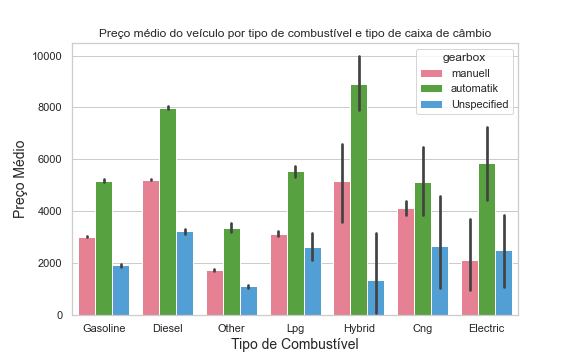 Preço médio do veículo por tipo de combustível e tipo de caixa de câmbio
gearbox
manuell
automatik
Unspecified
Preço Médio
10000
8000
6000
4000
2000
0
Gasoline Diesel Other Lpg Hybrid Cng Electric
Tipo de Combustível